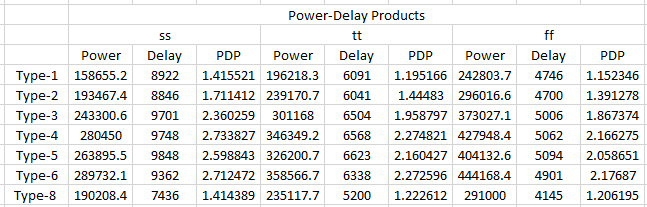 Power-Delay Products
ss tt ff
Power Delay PDP Power Delay PDP Power Delay PDP
Type-1 158655.2 8922 1.415521 196218.3 6091 1.195166 242803.7 4746 1.152346
Type-2 193467.4 8846 1.711412 239170.7 6041 1.44483 296016.6 4700 1.391278
Type-3 243300.6 9701 2.360259 301168 6504 1.958797 373027.1 5006 1.867374
Type-4 280450 9748 2.733827 346349.2 6568 2.274821 427948.4 5062 2.166275
Type-5 263895.5 9848 2.598843 326200.7 6623 2.160427 404132.6 5094 2.058651
Type-6 289732.1 9362 2.712472 358566.7 6338 2.272596 444168.4 4901 2.17687
Type-8 190208.4 7436 1.414389 235117.7 5200 1.222612 291000 4145 1.206195